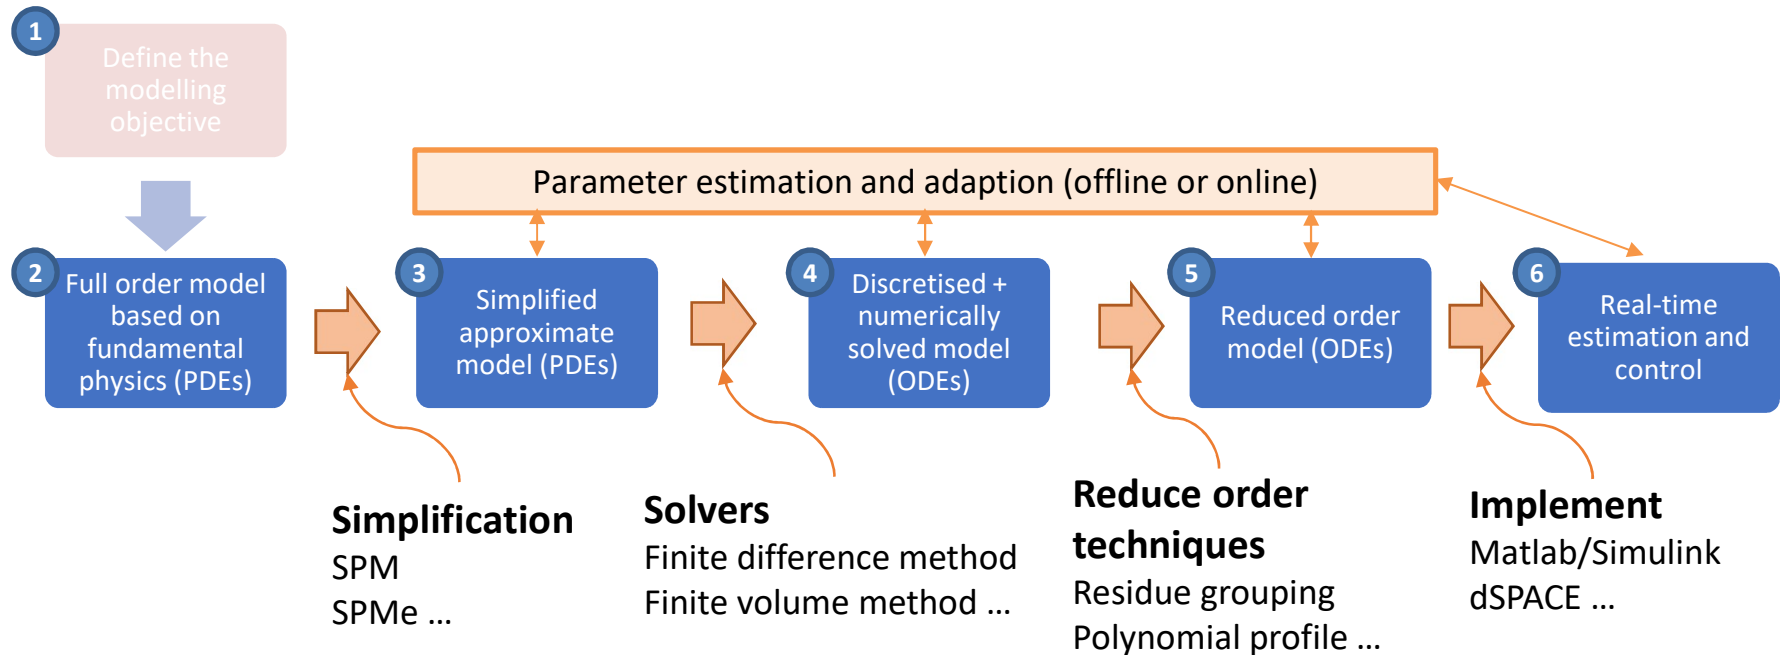 1
Define the
modelling
objective
Parameter estimation and adaption (offline or online)
2
Full order model
based on
fundamental
physics (PDEs)
3
Simplified
approximate
model (PDEs)
4
Discretised +
numerically
solved model
(ODEs)
5
Reduced order
model (ODEs)
6
Real-time
estimation and
control
Simplification
SPM
SPMe ...
Solvers
Finite difference method
Finite volume method ...
Reduce order
techniques
Residue grouping
Polynomial profile ...
Implement
Matlab/Simulink
dSPACE ...